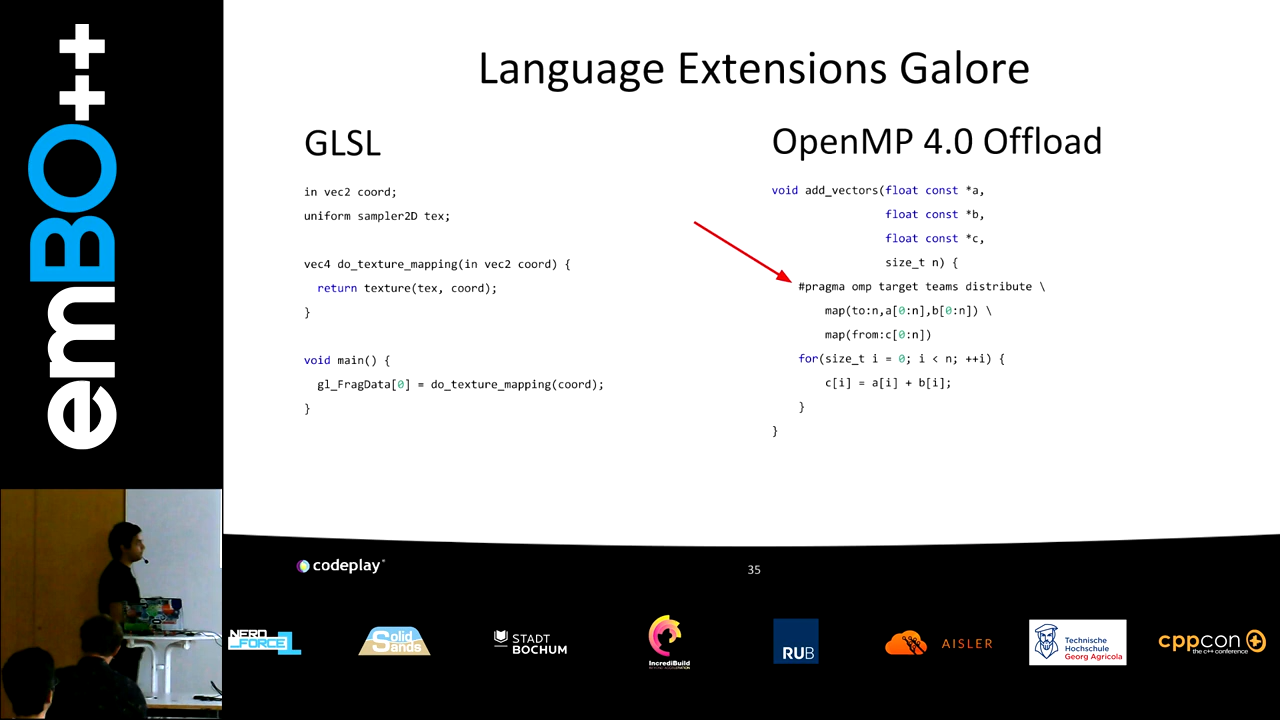 emBO++
Language Extensions Galore
GLSL
in vec2 coord;
uniform sampler2D tex;
vec4 do_texture_mapping(in vec2 coord) {
return texture(tex, coord);
}
void main() {
gl_FragData[0] = do_texture_mapping(coord);
}
OpenMP 4.0 Offload
void add_vectors(float const *a,
float const *b,
float const *c,
size_t n) {
#pragma omp target teams distribute \
map(to:n,a[0:n],b[0:n]) \
map(from:c[0:n])
for(size_t i = 0; i < n; ++i) {
c[i] = a[i] + b[i];
}
}
codeplay®
35
NERD
FORCE1
Solid
Sands
STADT
BOCHUM
IncrediBuild
RUB
AISLER
Technische
Hochschule
Georg Agricola
cppcon
the c++ conference